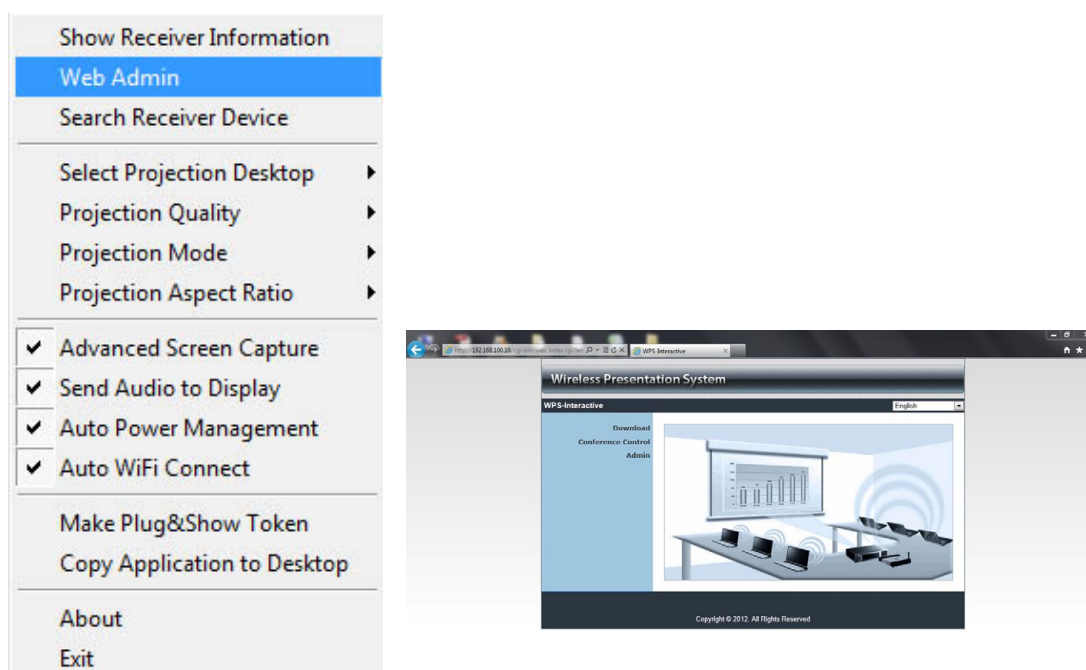 Show Receiver Information
Web Admin
Search Receiver Device
Select Projection Desktop
Projection Quality
Projection Mode
Projection Aspect Ratio
Advanced Screen Capture
Send Audio to Display
Auto Power Management
Auto WiFi Connect
Make Plug&Show Token
Copy Application to Desktop
About
Exit
WPS-Interactive
Wireless Presentation System
WPS-Interactive
English
Download
Conference Control
Admin
Copyright © 2012. All Rights Reserved